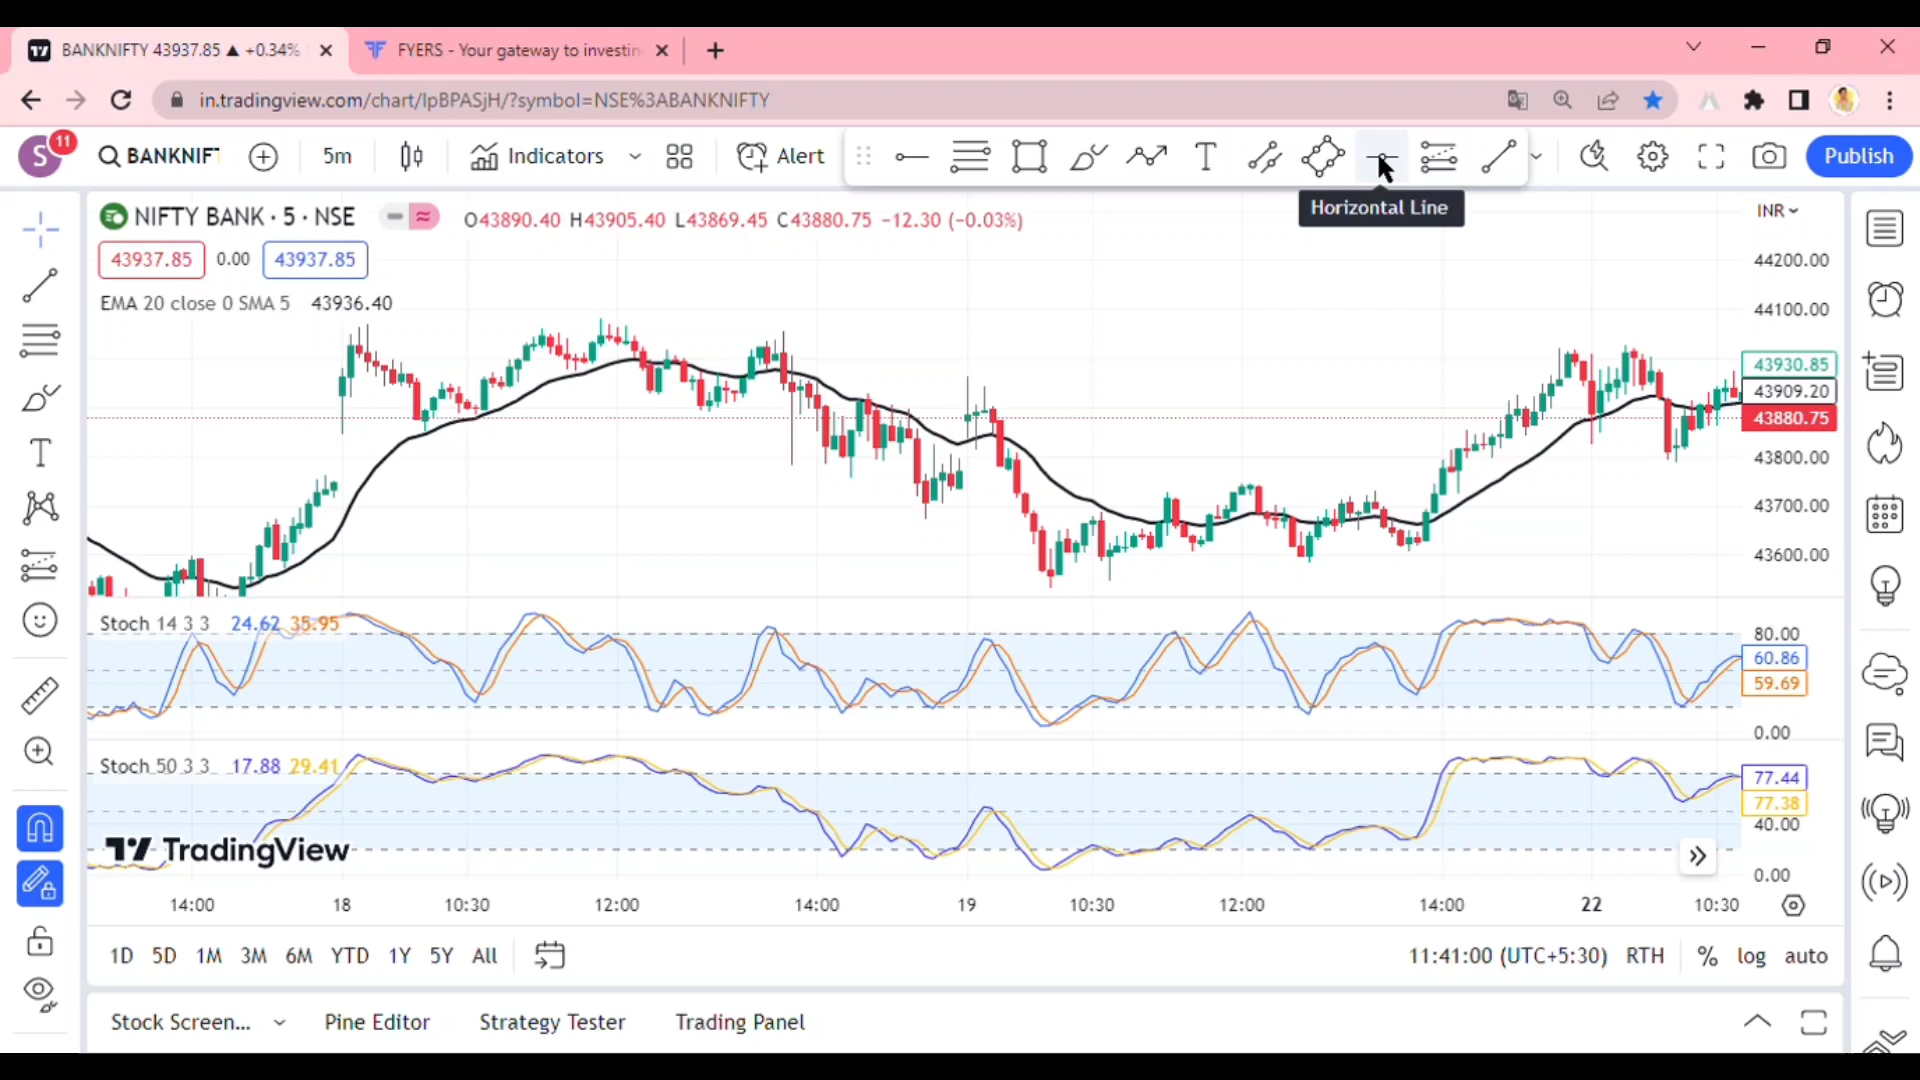 BANKNIFTY 43937.85 ▲ +0.34%
FYERS - Your gateway to investin
in.tradingview.com/chart/IpBPASjH/?symbol=NSE%3ABANKNIFTY
S 11
BANKNIFT
5m
Indicators
Alert
T
Publish
Horizontal Line
NIFTY BANK · 5 · NSE
O43890.40 H43905.40 L43869.45 C43880.75 −12.30 (−0.03%)
INR
43937.85 0.00 43937.85
EMA 20 close 0 SMA 5 43936.40
44200.00
44100.00
43930.85
43909.20
43880.75
43800.00
43700.00
43600.00
Stoch 14 3 3 24.62 35.95
80.00
60.86
59.69
0.00
Stoch 50 3 3 17.88 29.41
77.44
77.38
40.00
0.00
TradingView
14:00 18 10:30 12:00 14:00 19 10:30 12:00 14:00 22 10:30
1D 5D 1M 3M 6M YTD 1Y 5Y All
11:41:00 (UTC+5:30) RTH % log auto
Stock Screen... Pine Editor Strategy Tester Trading Panel